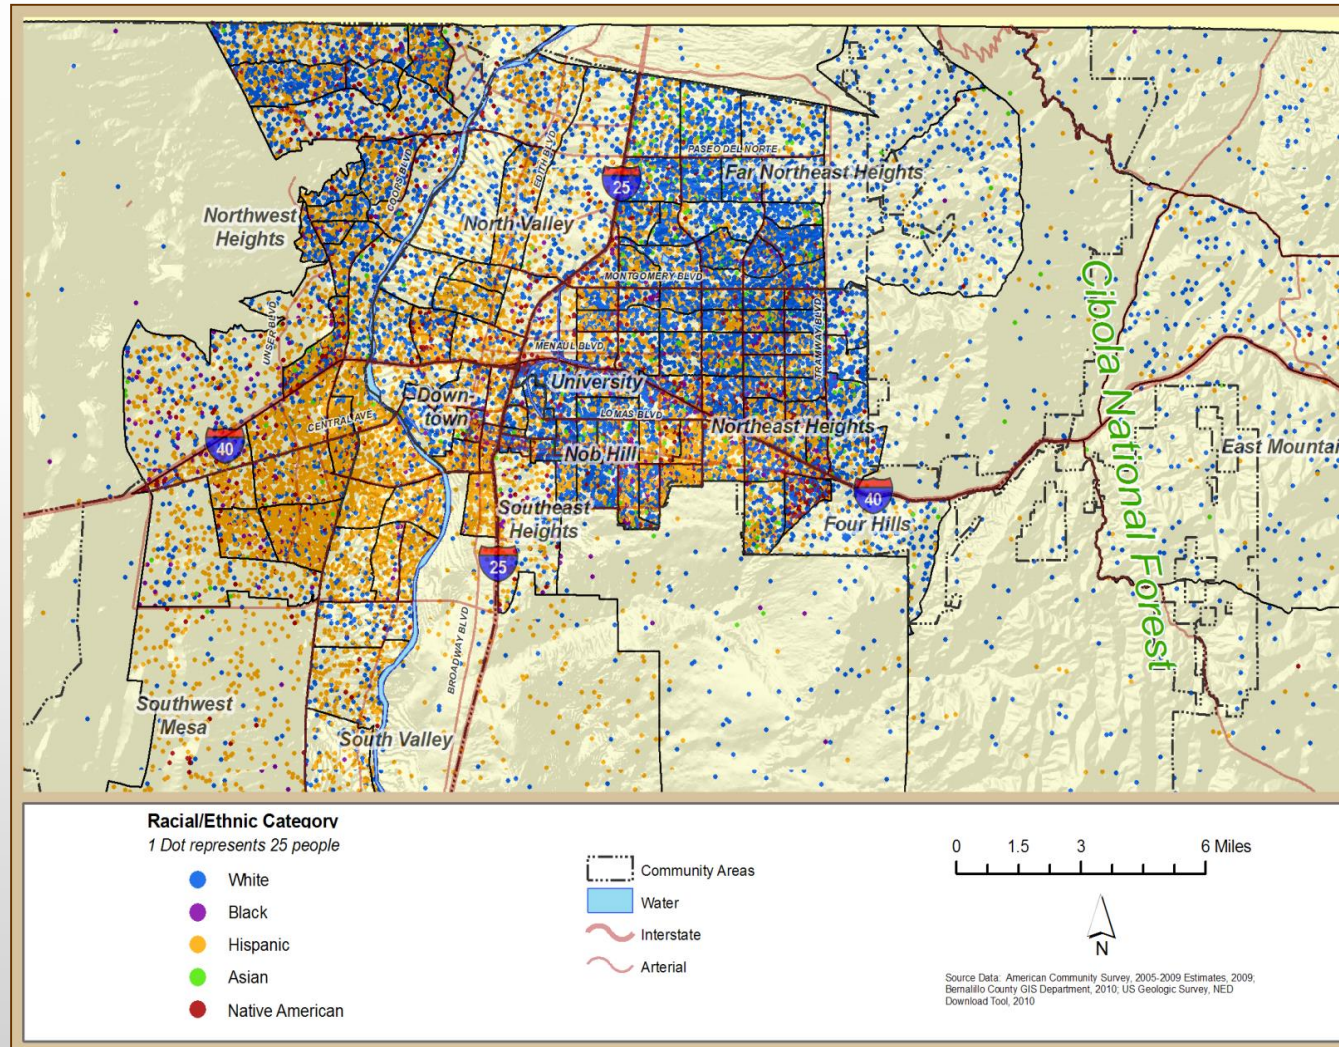 PASEO DEL NORTE
Far Northeast Heights
25
COORS BLVD
EDITH BLVD
Northwest
Heights
North Valley
MONTGOMERY BLVD
UNSER BLVD
TRAMWAY BLVD
MENAUL BLVD
University
Down-
town
LOMAS BLVD
CENTRAL AVE
Northeast Heights
40
Nob Hill
Cibola National Forest
East Mountai
40
Southeast
Heights
Four Hills
25
BROADWAY BLVD
Southwest
Mesa
South Valley
Racial/Ethnic Category
1 Dot represents 25 people
White
Black
Hispanic
Asian
Native American
Community Areas
Water
Interstate
Arterial
0 1.5 3 6 Miles
N
Source Data: American Community Survey, 2005-2009 Estimates, 2009;
Bernalillo County GIS Department, 2010; US Geologic Survey, NED
Download Tool, 2010